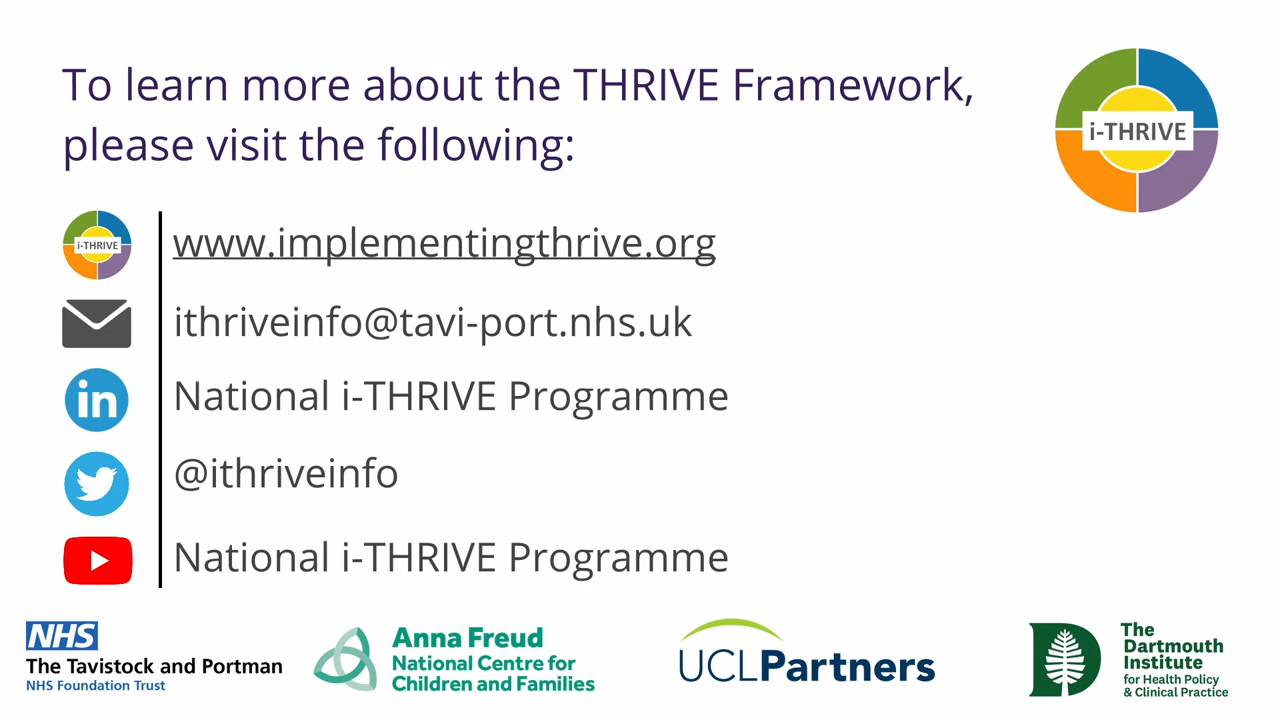 To learn more about the THRIVE Framework,
please visit the following:
i-THRIVE
i-THRIVE
www.implementingthrive.org
ithriveinfo@tavi-port.nhs.uk
in
National i-THRIVE Programme
@ithriveinfo
National i-THRIVE Programme
NHS
The Tavistock and Portman
NHS Foundation Trust
Anna Freud
National Centre for
Children and Families
UCLPartners
The
Dartmouth
Institute
for Health Policy
& Clinical Practice